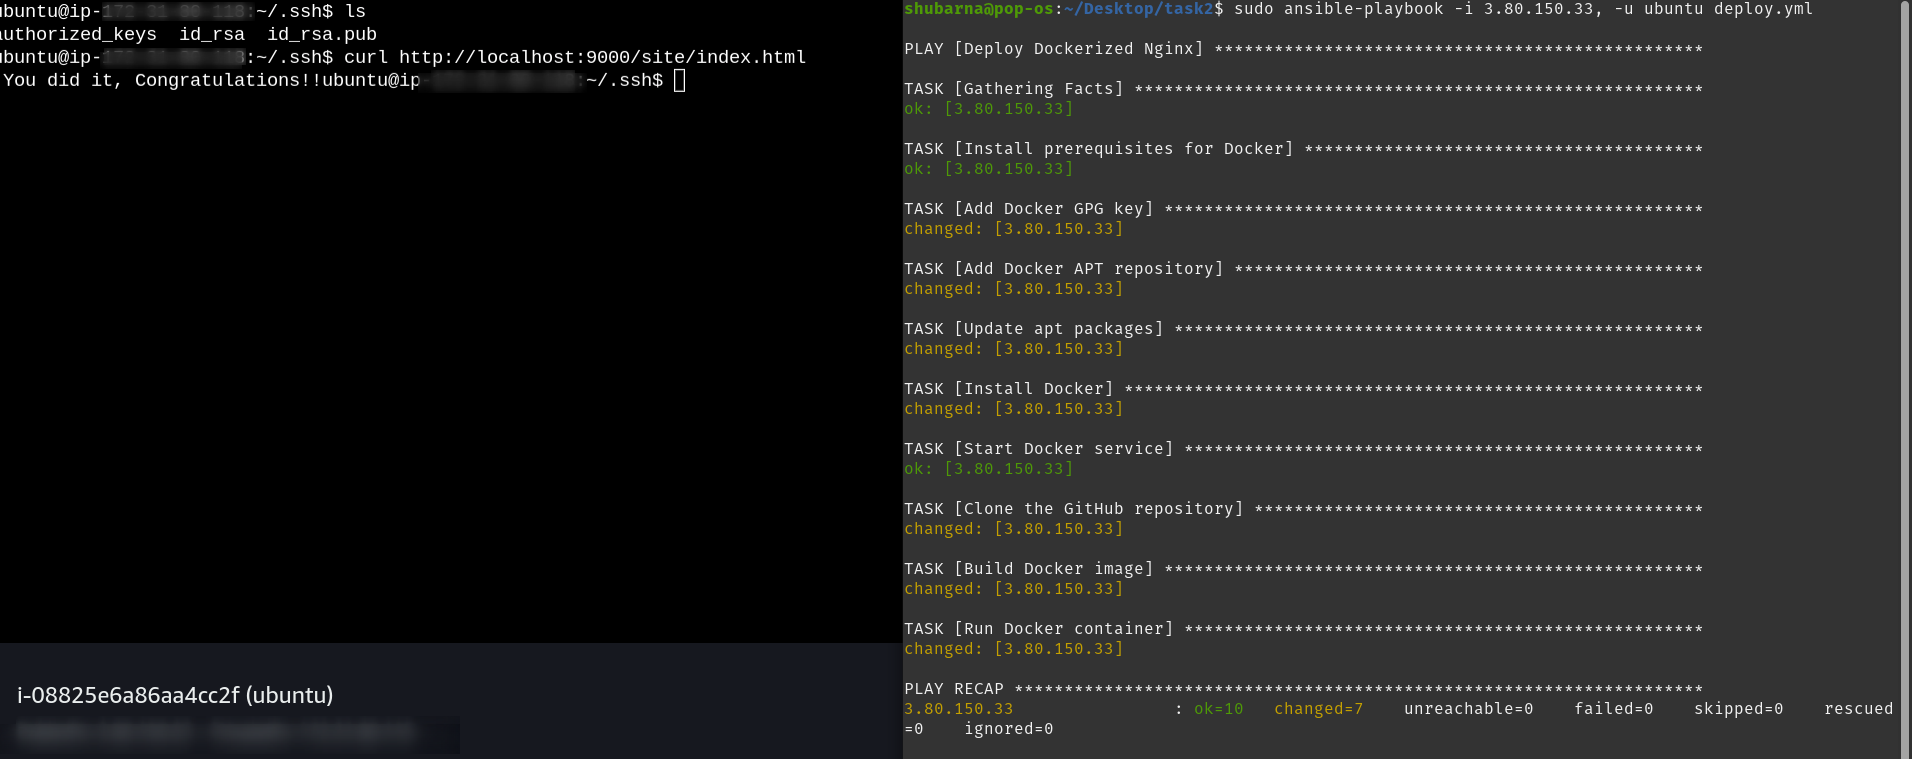 ubuntu@ip-:~/.ssh$ ls
authorized_keys  id_rsa  id_rsa.pub
ubuntu@ip-:~/.ssh$ curl http://localhost:9000/site/index.html
You did it, Congratulations!!ubuntu@ip-:~/.ssh$
i-08825e6a86aa4cc2f (ubuntu)
shubarna@pop-os:~/Desktop/task2$ sudo ansible-playbook -i 3.80.150.33, -u ubuntu deploy.yml
PLAY [Deploy Dockerized Nginx] *************************************************
TASK [Gathering Facts] *********************************************************
ok: [3.80.150.33]
TASK [Install prerequisites for Docker] ****************************************
ok: [3.80.150.33]
TASK [Add Docker GPG key] ******************************************************
changed: [3.80.150.33]
TASK [Add Docker APT repository] ***********************************************
changed: [3.80.150.33]
TASK [Update apt packages] *****************************************************
changed: [3.80.150.33]
TASK [Install Docker] **********************************************************
changed: [3.80.150.33]
TASK [Start Docker service] ****************************************************
ok: [3.80.150.33]
TASK [Clone the GitHub repository] *********************************************
changed: [3.80.150.33]
TASK [Build Docker image] ******************************************************
changed: [3.80.150.33]
TASK [Run Docker container] ****************************************************
changed: [3.80.150.33]
PLAY RECAP *********************************************************************
3.80.150.33                : ok=10   changed=7    unreachable=0    failed=0    skipped=0    rescued
=0    ignored=0